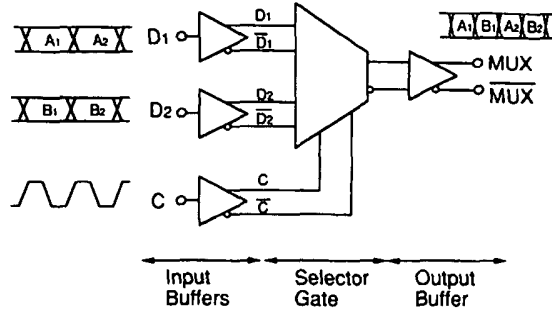 A1 A2
D1
D1
D̅1
A1 B1 A2 B2
MUX
M̅U̅X̅
B1 B2
D2
D2
D̅2
C
C
C̅
Input Buffers
Selector Gate
Output Buffer